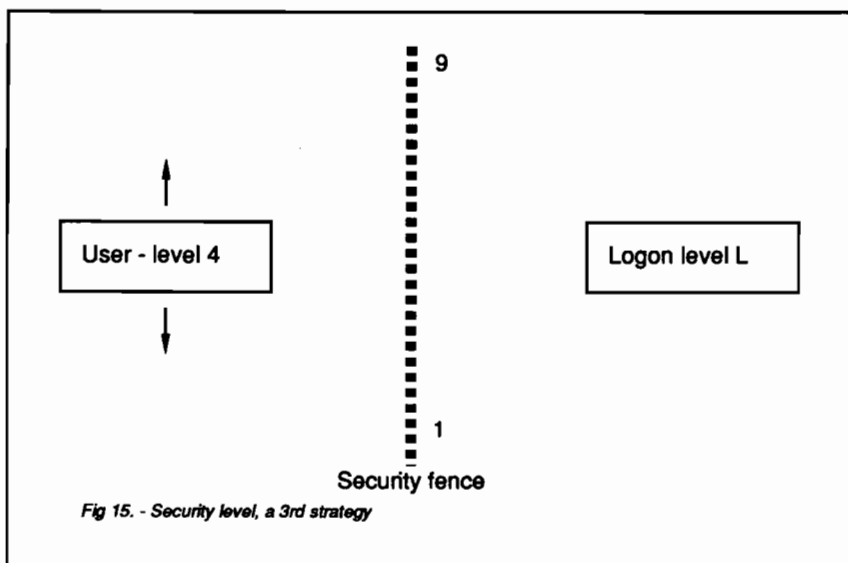 9
User - level 4
Logon level L
1
Security fence
Fig 15. - Security level, a 3rd strategy